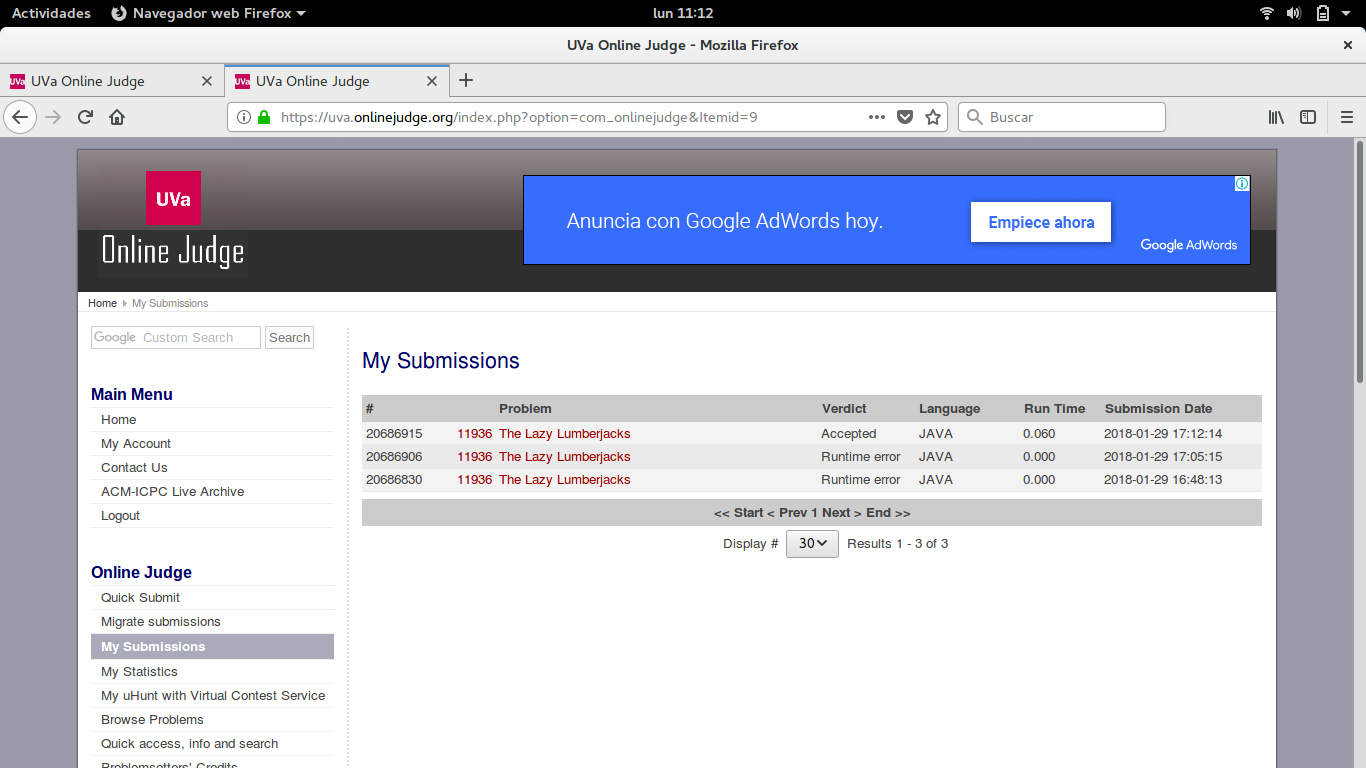 Actividades Navegador web Firefox lun 11:12
UVa Online Judge - Mozilla Firefox
UVa UVa Online Judge UVa UVa Online Judge
https://uva.onlinejudge.org/index.php?option=com_onlinejudge&Itemid=9 Buscar
UVa
Online Judge
Anuncia con Google AdWords hoy.
Empiece ahora
Google AdWords
Home My Submissions
Google Custom Search Search
My Submissions
Main Menu
Home
My Account
Contact Us
ACM-ICPC Live Archive
Logout
# Problem Verdict Language Run Time Submission Date
20686915 11936 The Lazy Lumberjacks Accepted JAVA 0.060 2018-01-29 17:12:14
20686906 11936 The Lazy Lumberjacks Runtime error JAVA 0.000 2018-01-29 17:05:15
20686830 11936 The Lazy Lumberjacks Runtime error JAVA 0.000 2018-01-29 16:48:13
<< Start < Prev 1 Next > End >>
Display # 30 Results 1 - 3 of 3
Online Judge
Quick Submit
Migrate submissions
My Submissions
My Statistics
My uHunt with Virtual Contest Service
Browse Problems
Quick access, info and search
Problemsetters' Credits